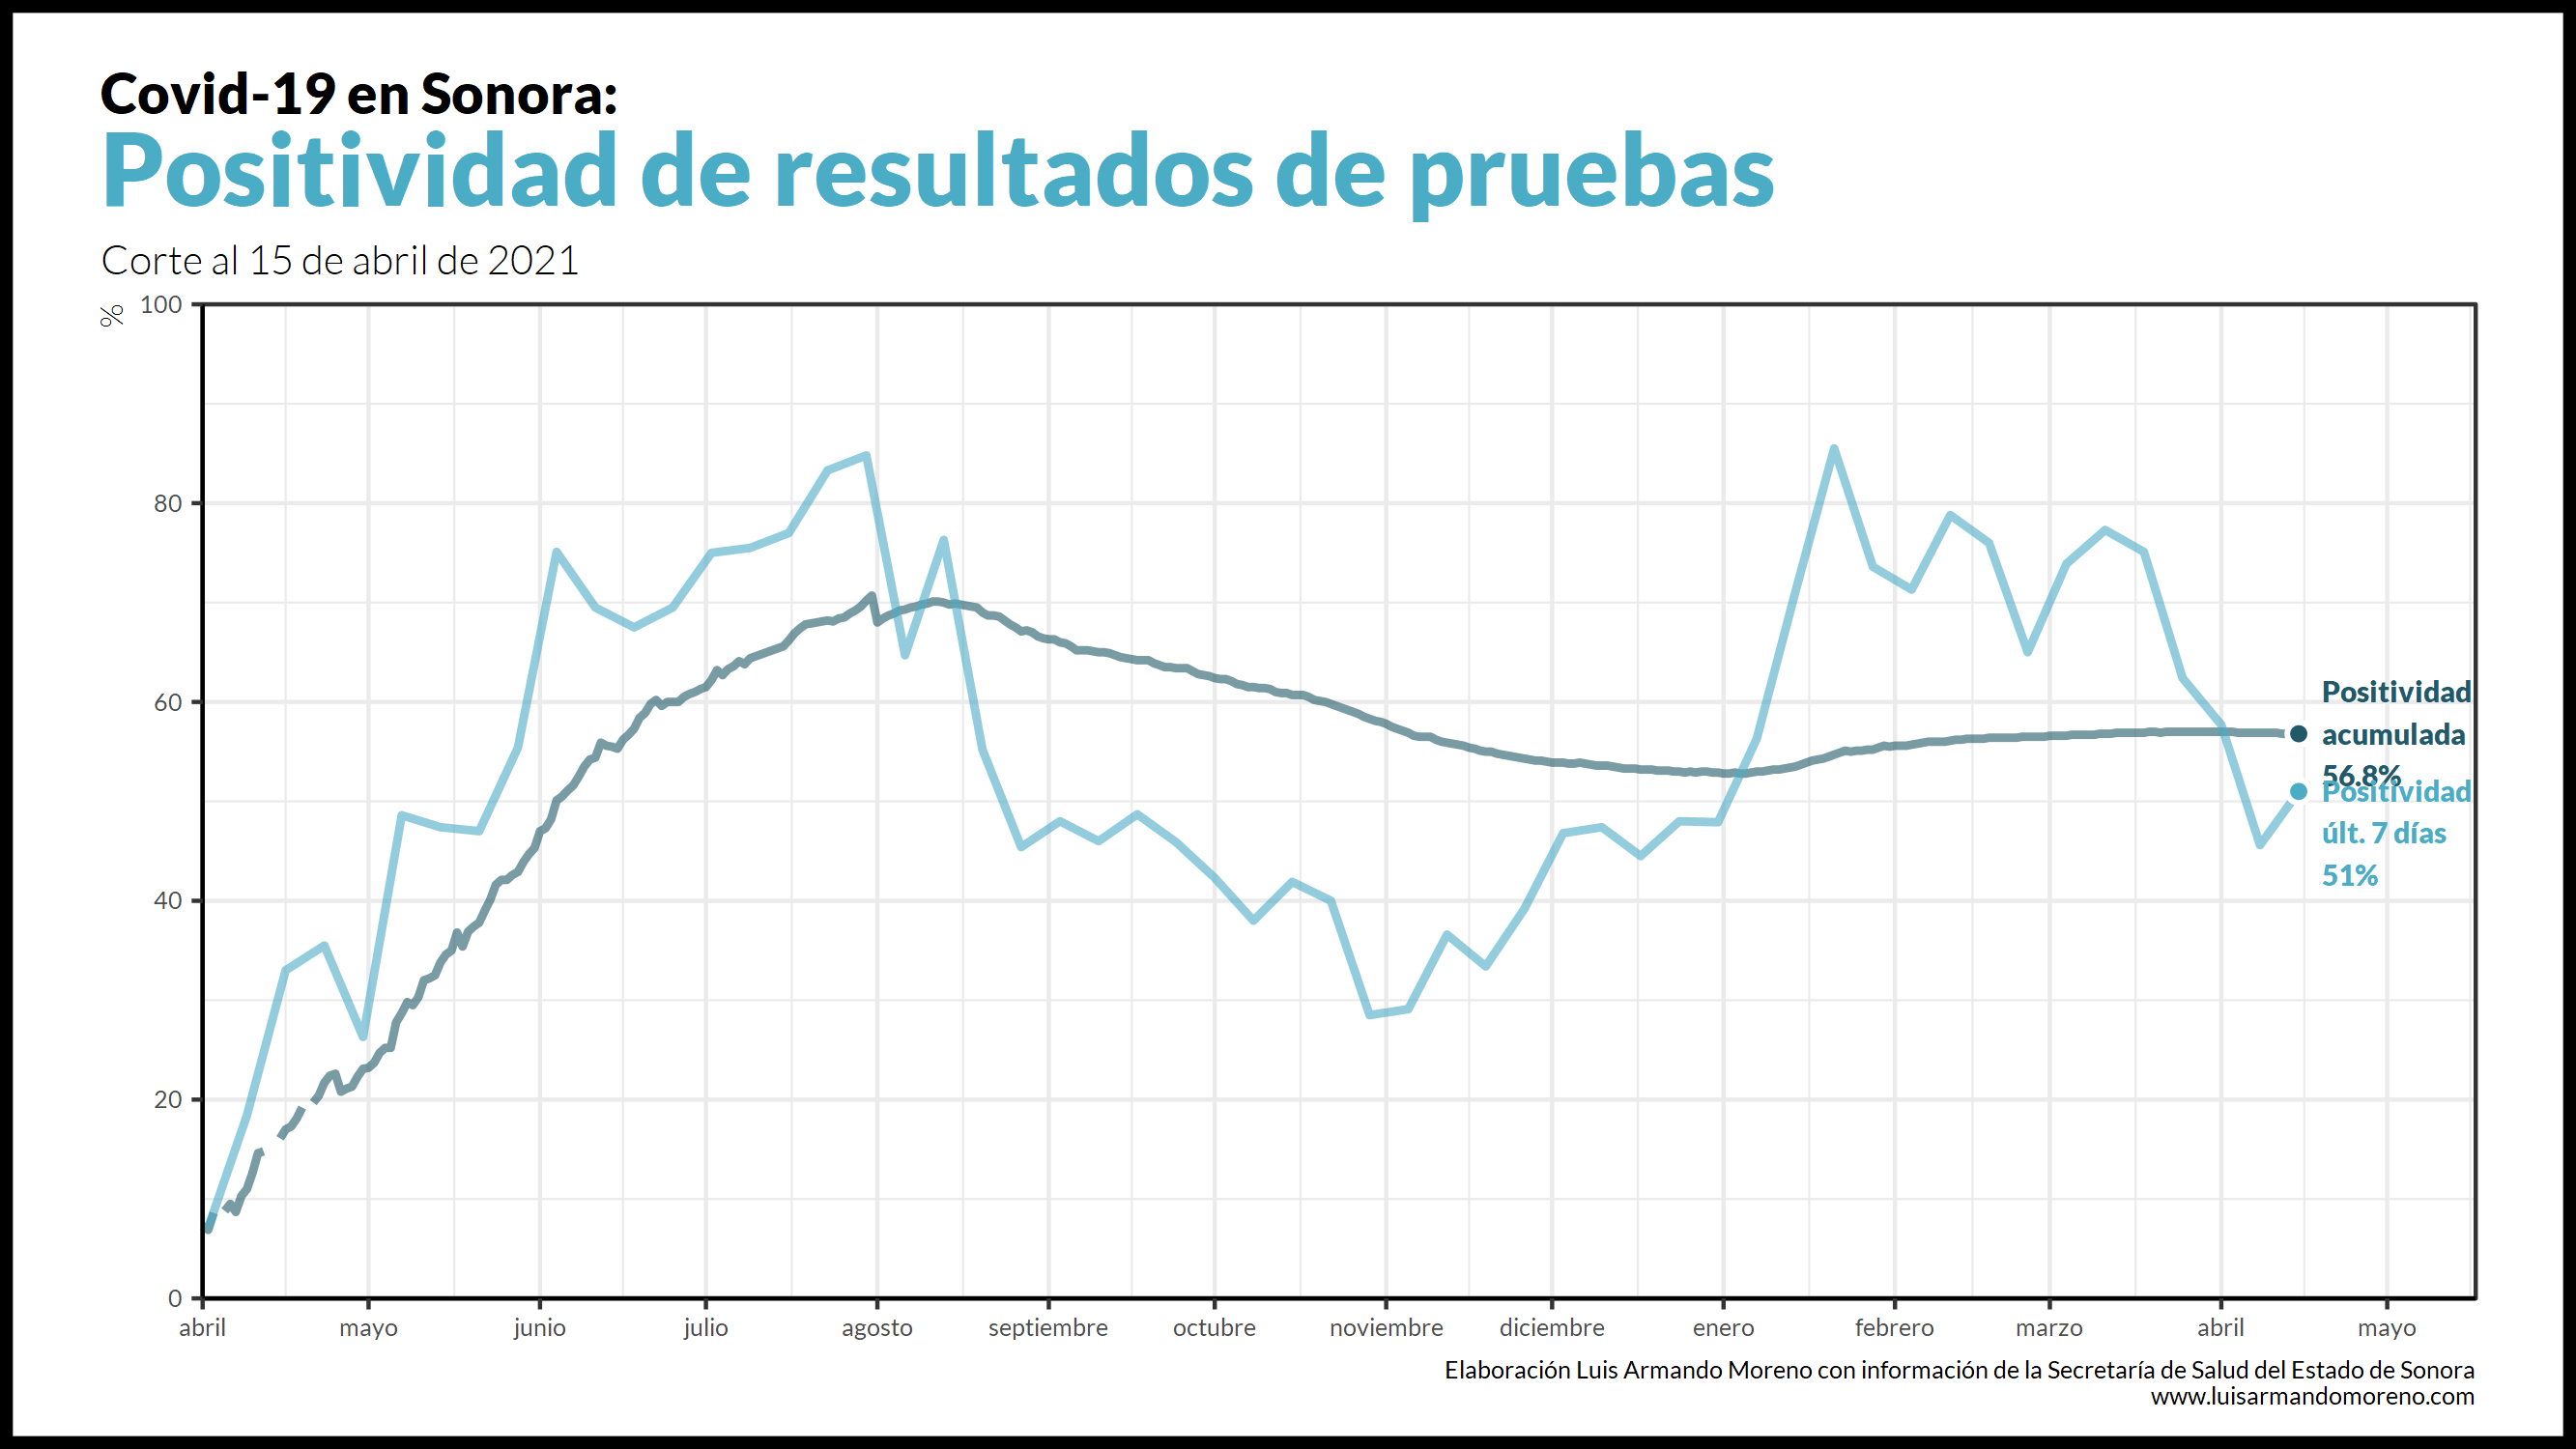 Covid-19 en Sonora:
Positividad de resultados de pruebas
Corte al 15 de abril de 2021
%
100
80
60
40
20
0
Positividad
acumulada
56.8%
Positividad
últ. 7 días
51%
abril mayo junio julio agosto septiembre octubre noviembre diciembre enero febrero marzo abril mayo
Elaboración Luis Armando Moreno con información de la Secretaría de Salud del Estado de Sonora
www.luisarmandomoreno.com